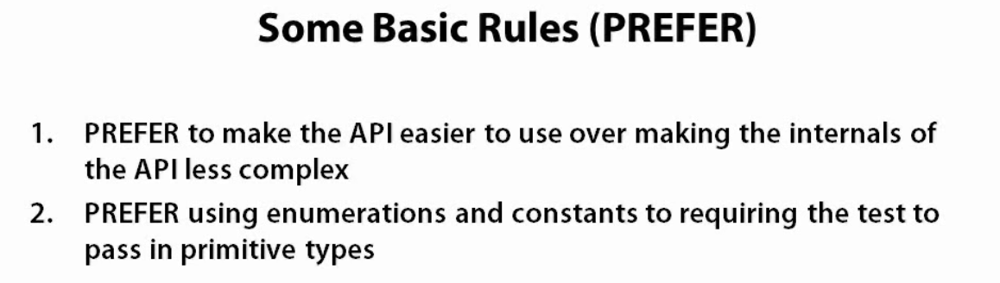 Some Basic Rules (PREFER)
1. PREFER to make the API easier to use over making the internals of
the API less complex
2. PREFER using enumerations and constants to requiring the test to
pass in primitive types